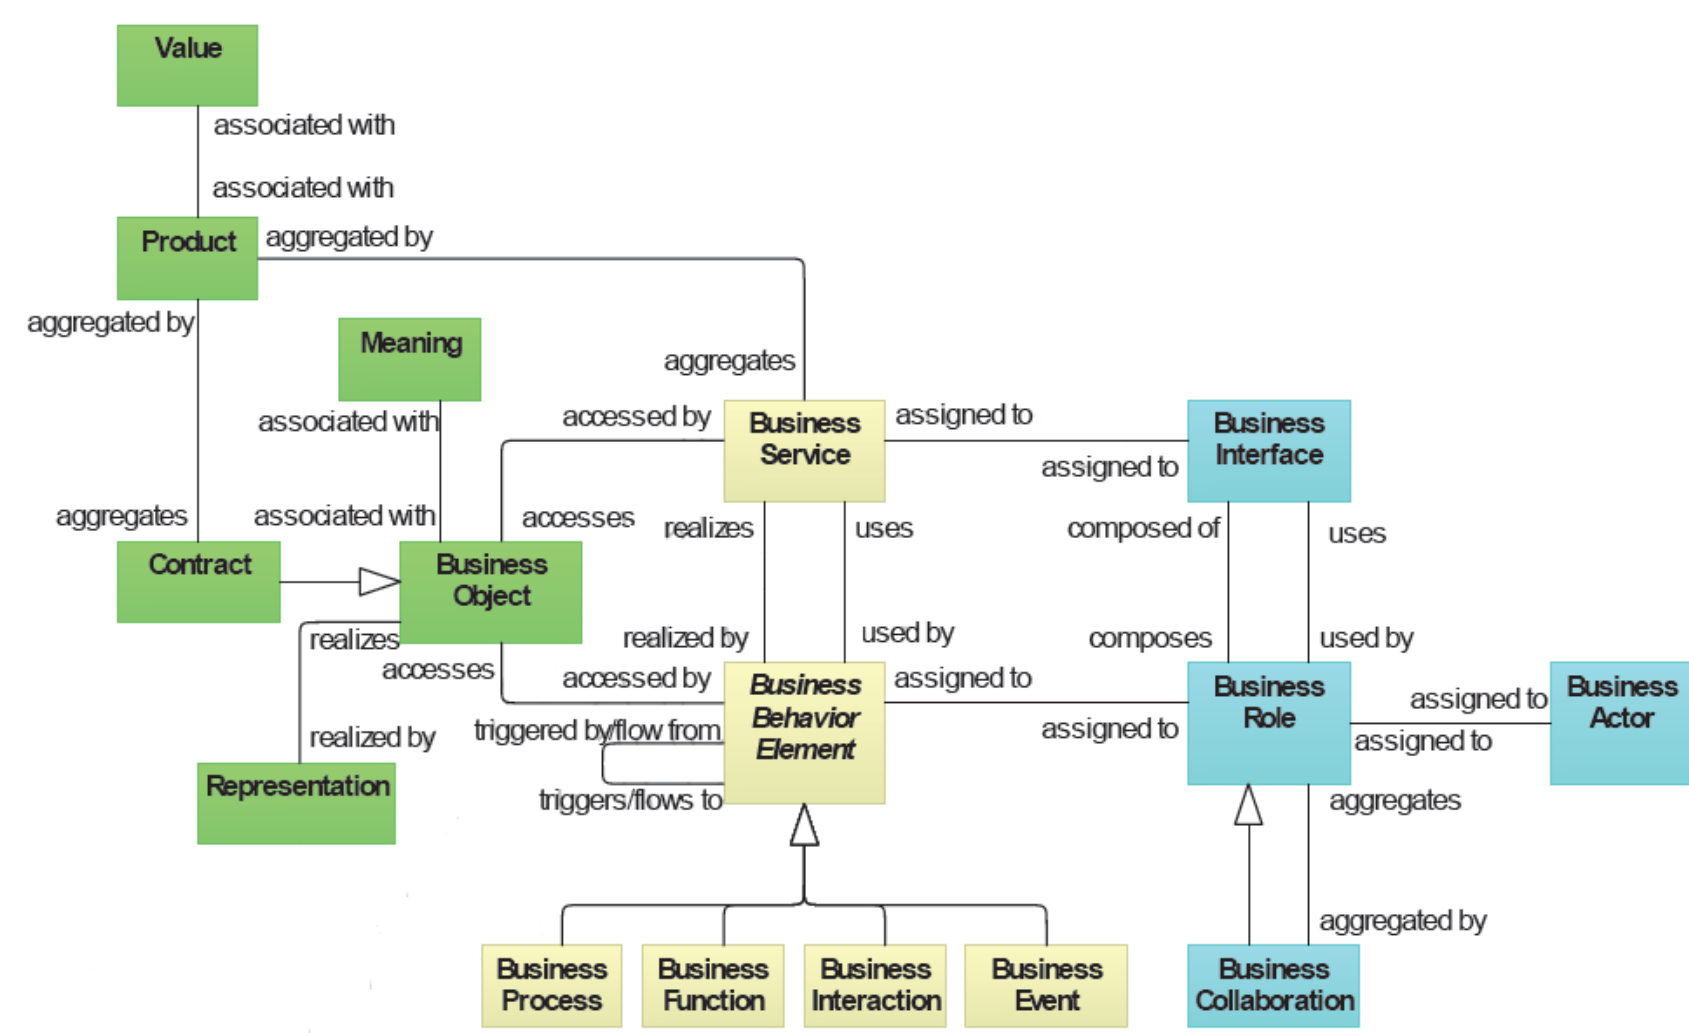 Value
associated with
associated with
Product
aggregated by
aggregated by
Meaning
aggregates
associated with
accessed by
Business
Service
assigned to
Business
Interface
assigned to
aggregates
associated with
accesses
realizes
uses
composed of
uses
Contract
Business
Object
realizes
accesses
realized by
used by
composes
used by
accessed by
Business
Behavior
Element
assigned to
Business
Role
assigned to
Business
Actor
triggered by/flow from
assigned to
assigned to
realized by
Representation
triggers/flows to
aggregates
aggregated by
Business
Process
Business
Function
Business
Interaction
Business
Event
Business
Collaboration